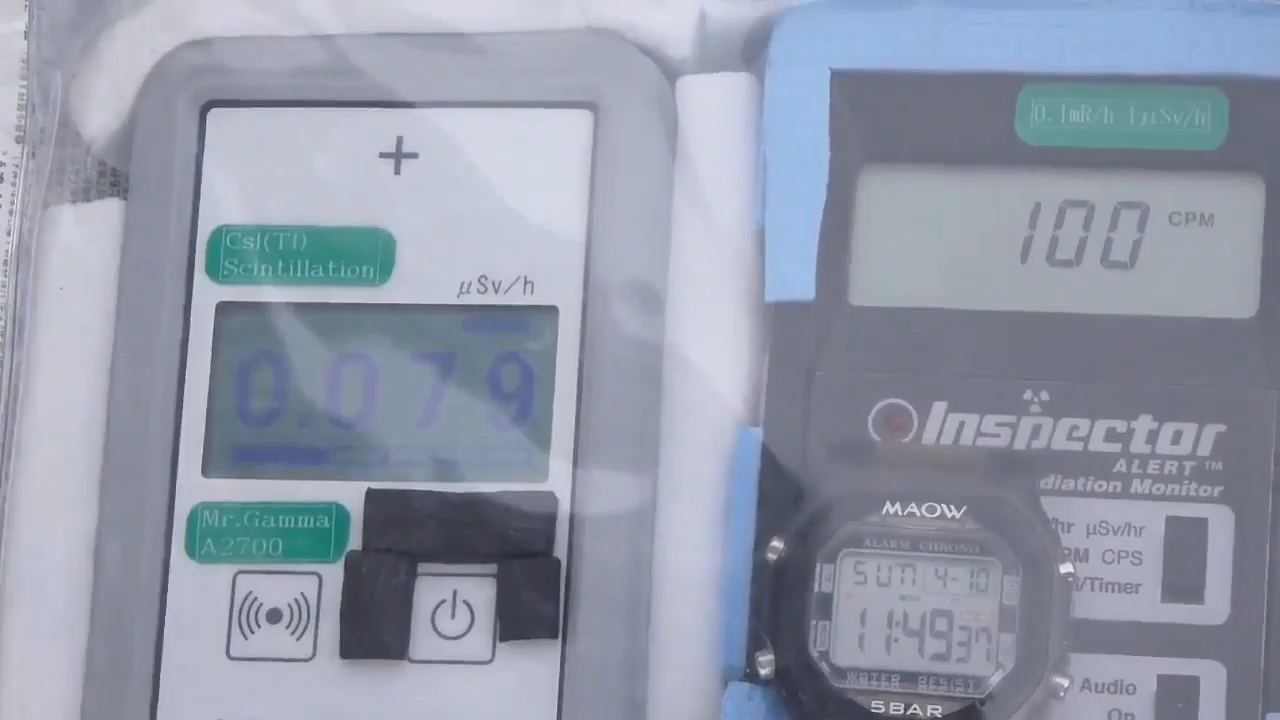 +
CsI(Tl)
Scintillation
μSv/h
0.079
Mr.Gamma
A2700
0.1mR/h 1μSv/h
100 CPM
Inspector
ALERT™
diation Monitor
/hr μSv/hr
PM CPS
/Timer
Audio
On
MAOW
ALARM CHRONO
SUN 4-10
11:49 37
WATER RESIST
5BAR